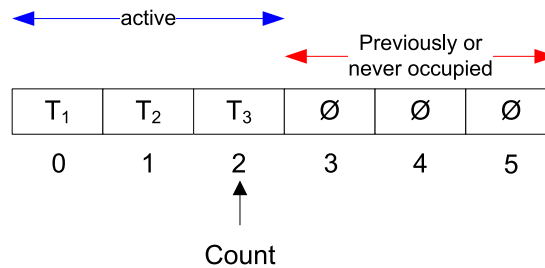 active
Previously or
never occupied
T₁ T₂ T₃ Ø Ø Ø
0 1 2 3 4 5
Count